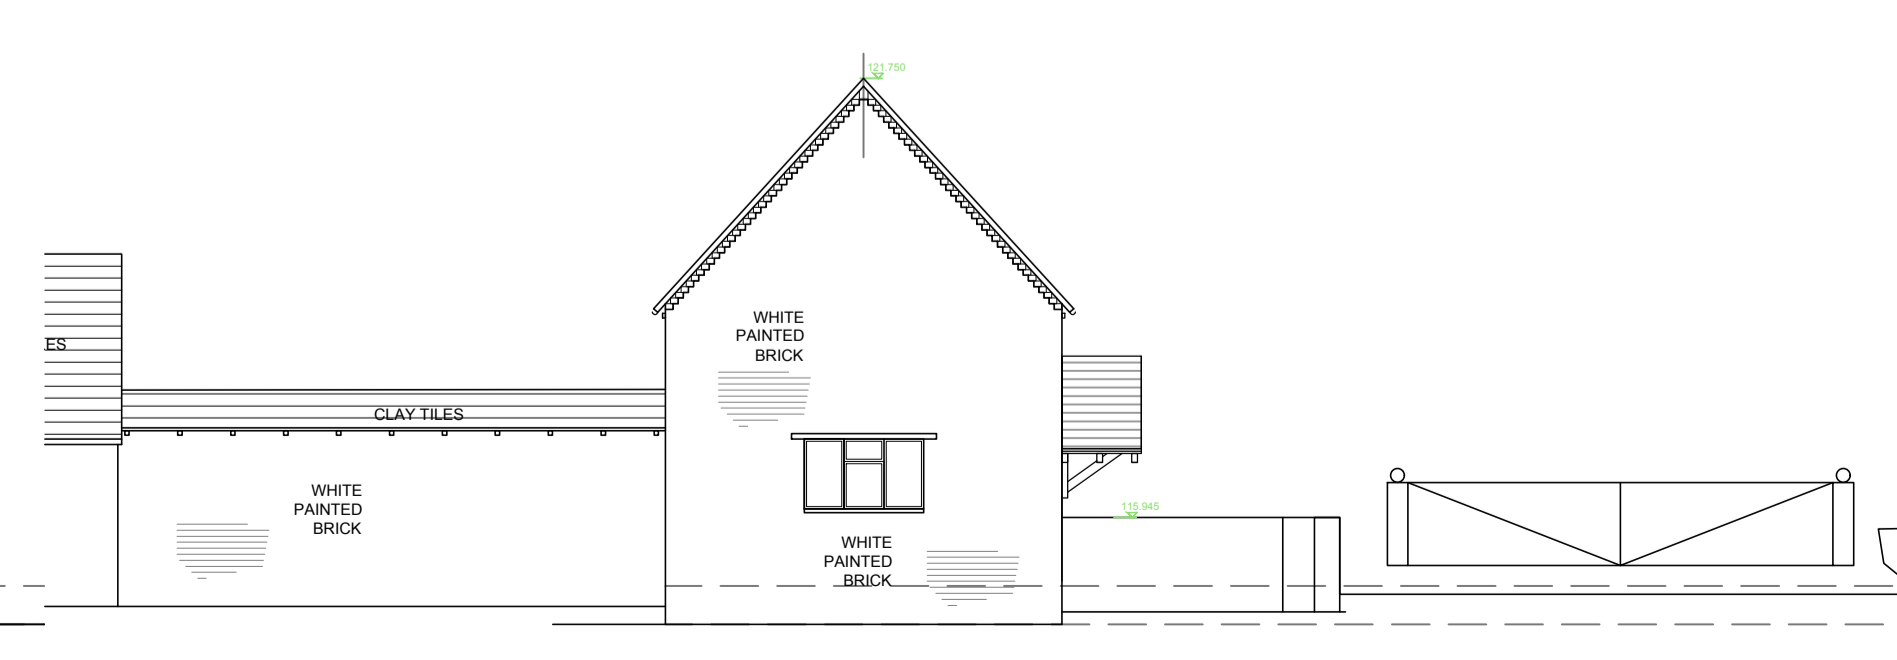 121.750
WHITE
PAINTED
BRICK
ES
CLAY TILES
WHITE
PAINTED
BRICK
115.945
WHITE
PAINTED
BRICK